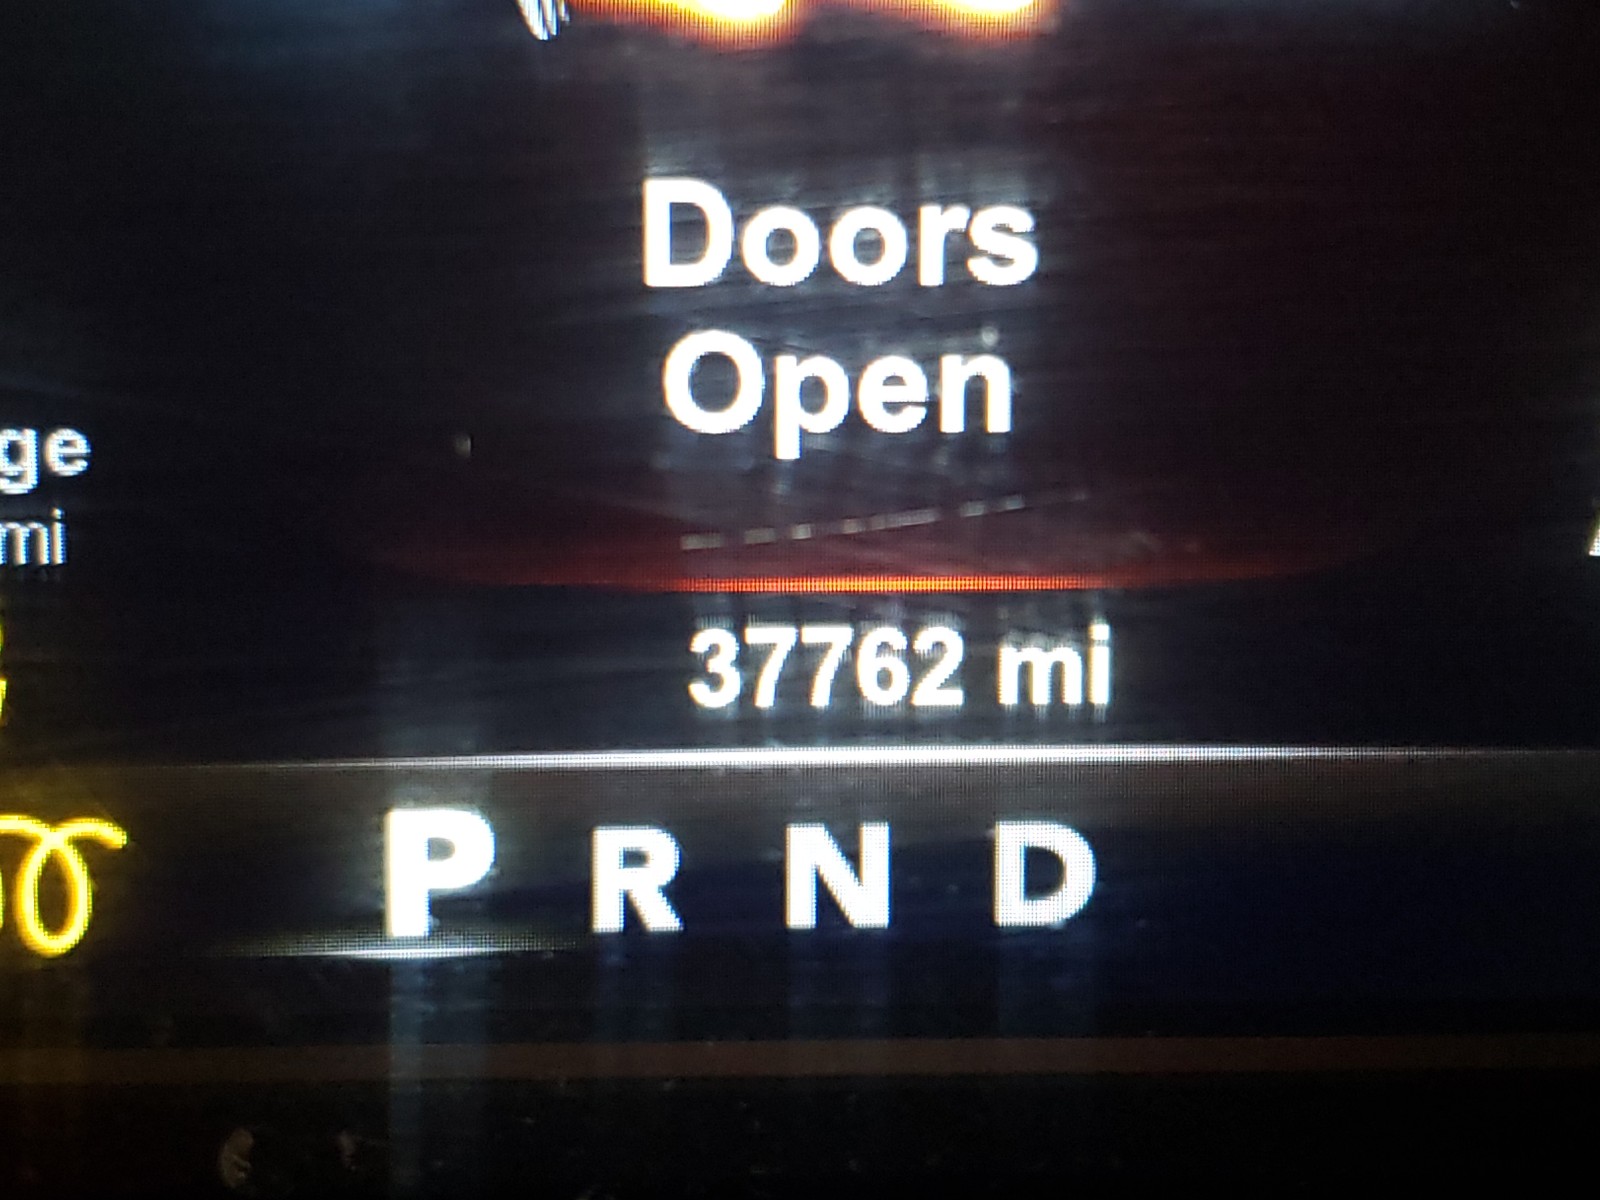 Doors
Open
ge
mi
37762 mi
P R N D